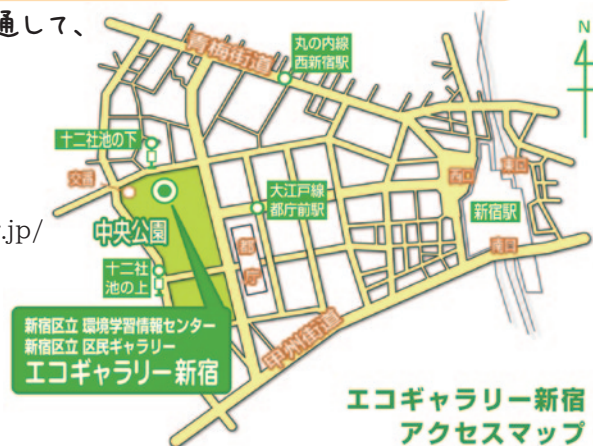 通して、
N
青梅街道
丸の内線
西新宿駅
十二社池の下
交番
西口
東口
大江戸線
都庁前駅
新宿駅
.jp/
中央公園
都庁
南口
十二社
池の上
新宿区立 環境学習情報センター
新宿区立 区民ギャラリー
エコギャラリー新宿
甲州街道
エコギャラリー新宿
アクセスマップ